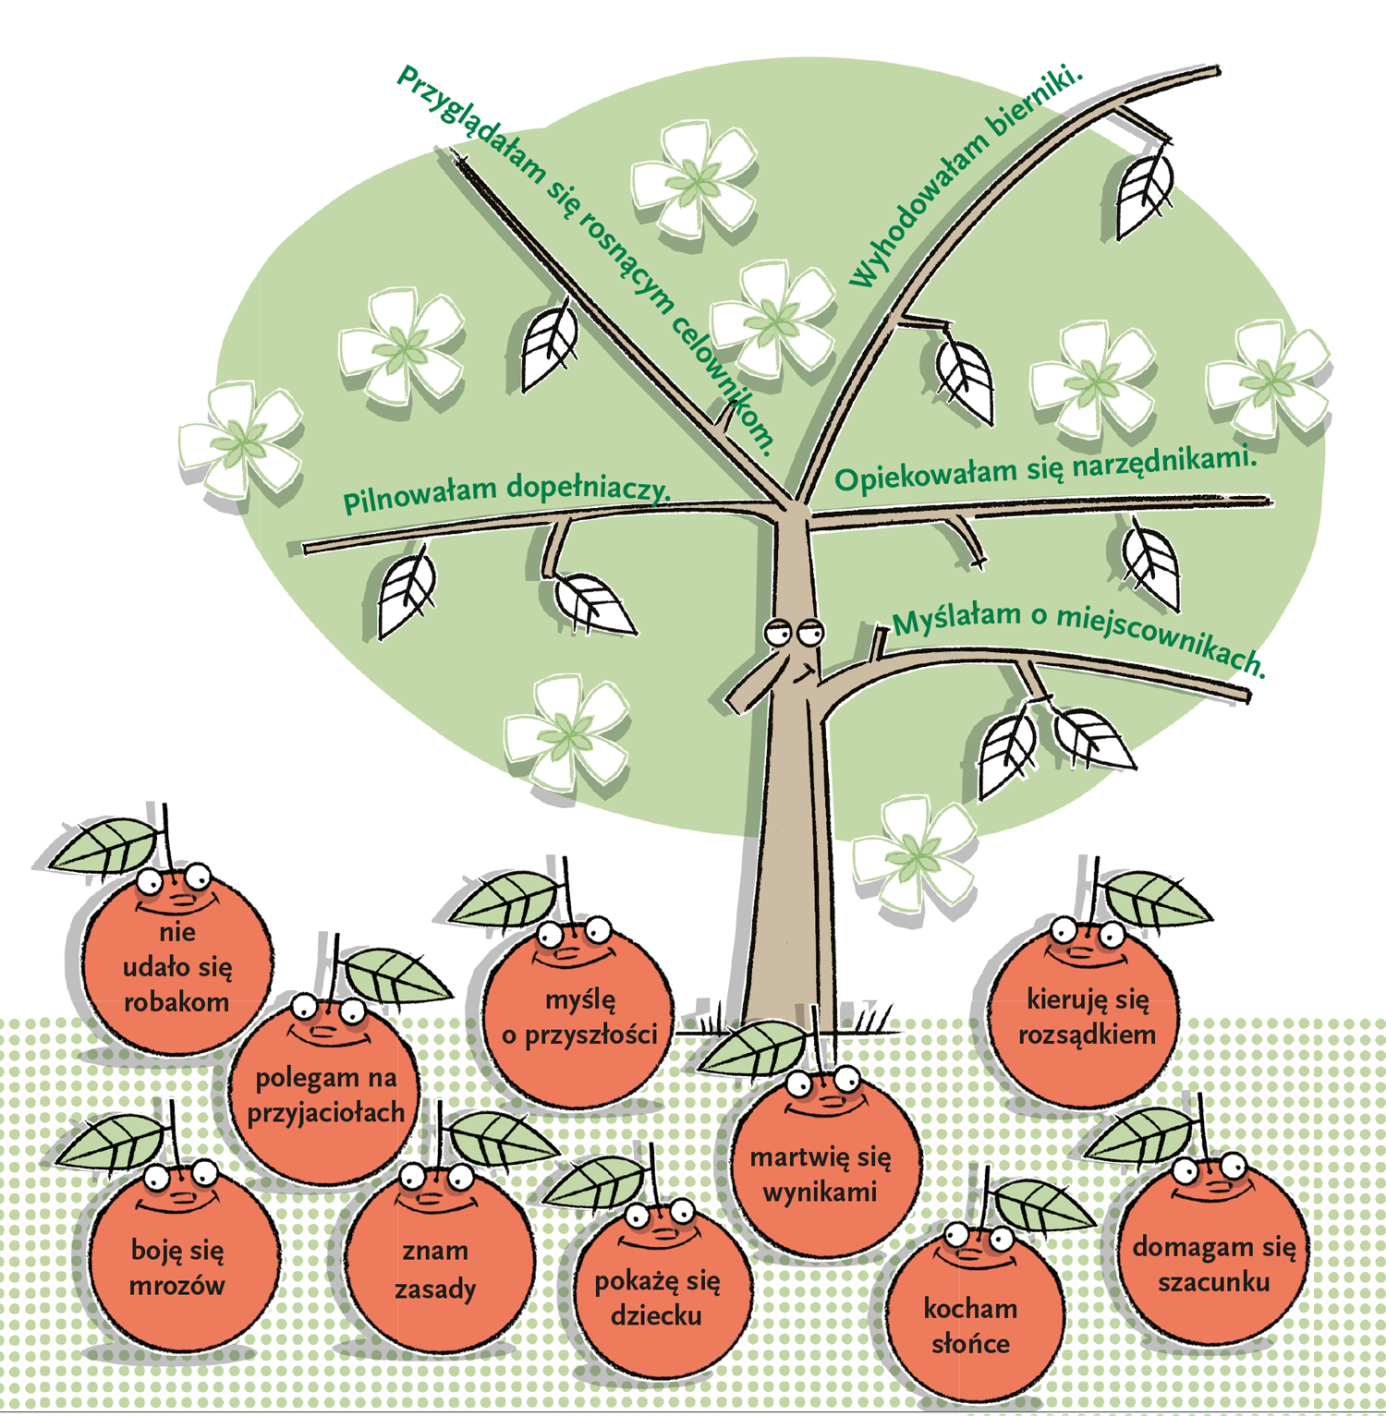 Przyglądałam się rosnącym celownikom.
Wyhodowałam bierniki.
Pilnowałam dopełniaczy.
Opiekowałam się narzędnikami.
Myślałam o miejscownikach.
nie
udało się
robakom
polegam na
przyjaciołach
myślę
o przyszłości
kieruję się
rozsądkiem
martwię się
wynikami
boję się
mrozów
znam
zasady
pokażę się
dziecku
kocham
słońce
domagam się
szacunku